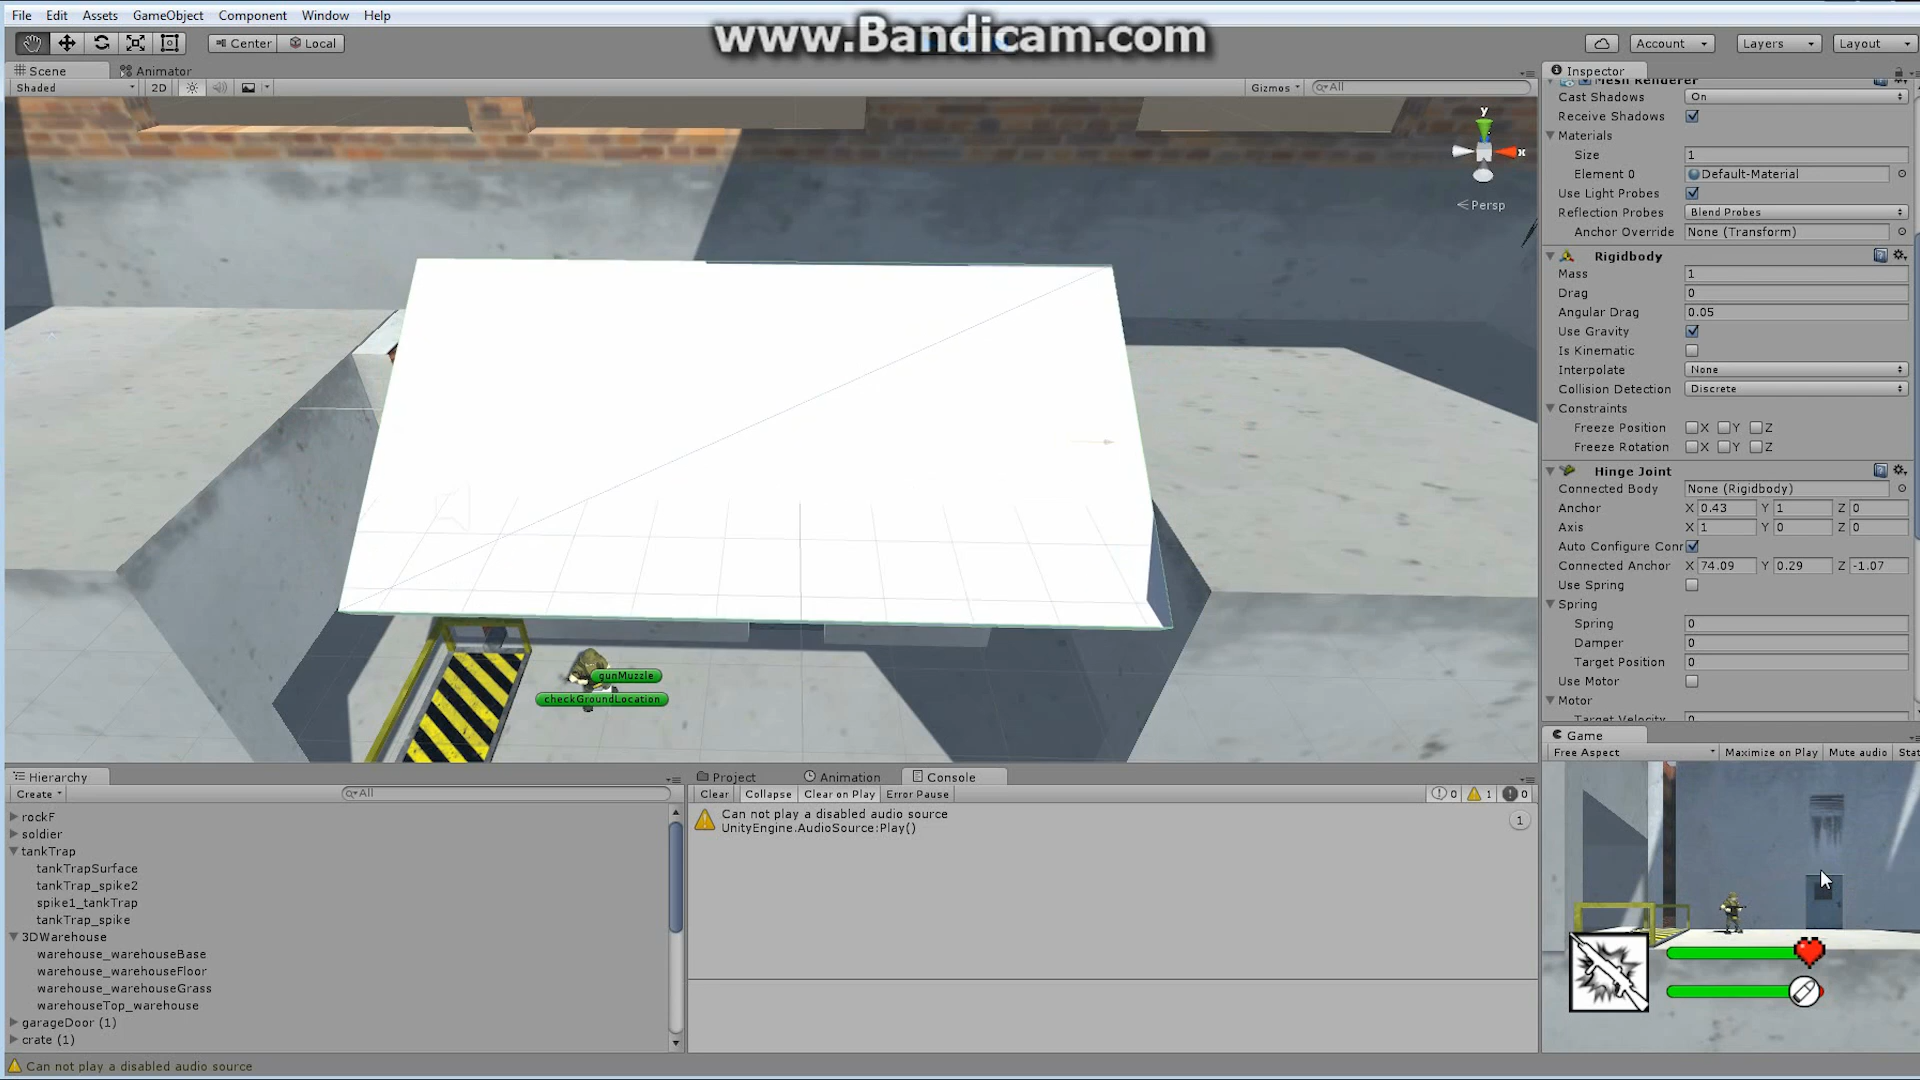 File Edit Assets GameObject Component Window Help
www.Bandicam.com
Center Local
Account Layers Layout
Scene Animator
Shaded 2D Gizmos All
y
x
Persp
gunMuzzle
checkGroundLocation
Inspector
Mesh Renderer
Cast Shadows On
Receive Shadows
Materials
Size 1
Element 0 Default-Material
Use Light Probes
Reflection Probes Blend Probes
Anchor Override None (Transform)
Rigidbody
Mass 1
Drag 0
Angular Drag 0.05
Use Gravity
Is Kinematic
Interpolate None
Collision Detection Discrete
Constraints
Freeze Position X Y Z
Freeze Rotation X Y Z
Hinge Joint
Connected Body None (Rigidbody)
Anchor X 0.43 Y 1 Z 0
Axis X 1 Y 0 Z 0
Auto Configure Conr
Connected Anchor X 74.09 Y 0.29 Z -1.07
Use Spring
Spring
Spring 0
Damper 0
Target Position 0
Use Motor
Motor
Target Velocity 0
Game
Free Aspect Maximize on Play Mute audio Stat
Hierarchy
Create All
rockF
soldier
tankTrap
tankTrapSurface
tankTrap_spike2
spike1_tankTrap
tankTrap_spike
3DWarehouse
warehouse_warehouseBase
warehouse_warehouseFloor
warehouse_warehouseGrass
warehouseTop_warehouse
garageDoor (1)
crate (1)
Project Animation Console
Clear Collapse Clear on Play Error Pause 0 1 0
Can not play a disabled audio source
UnityEngine.AudioSource:Play()
1
Can not play a disabled audio source